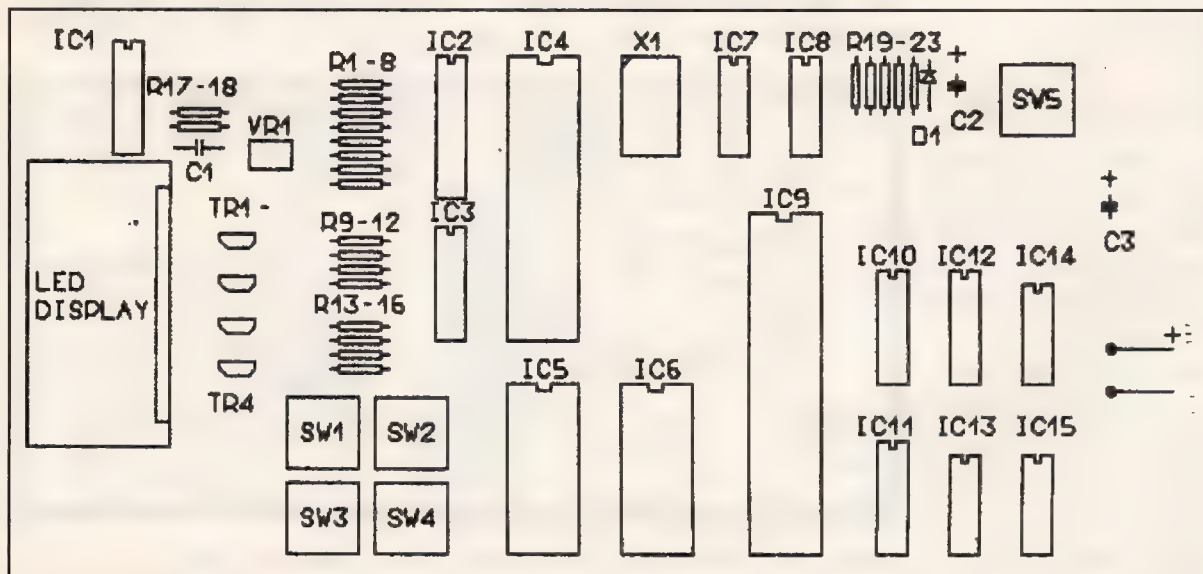 IC1
R17-18
VR1
C1
R1-8
IC2
IC4
X1
IC7
IC8
R19-23
+
D1
C2
SW5
+
C3
TR1 -
LED
DISPLAY
TR4
R9-12
R13-16
IC3
IC9
IC10
IC12
IC14
+
IC5
IC6
IC11
IC13
IC15
SW1
SW2
SW3
SW4